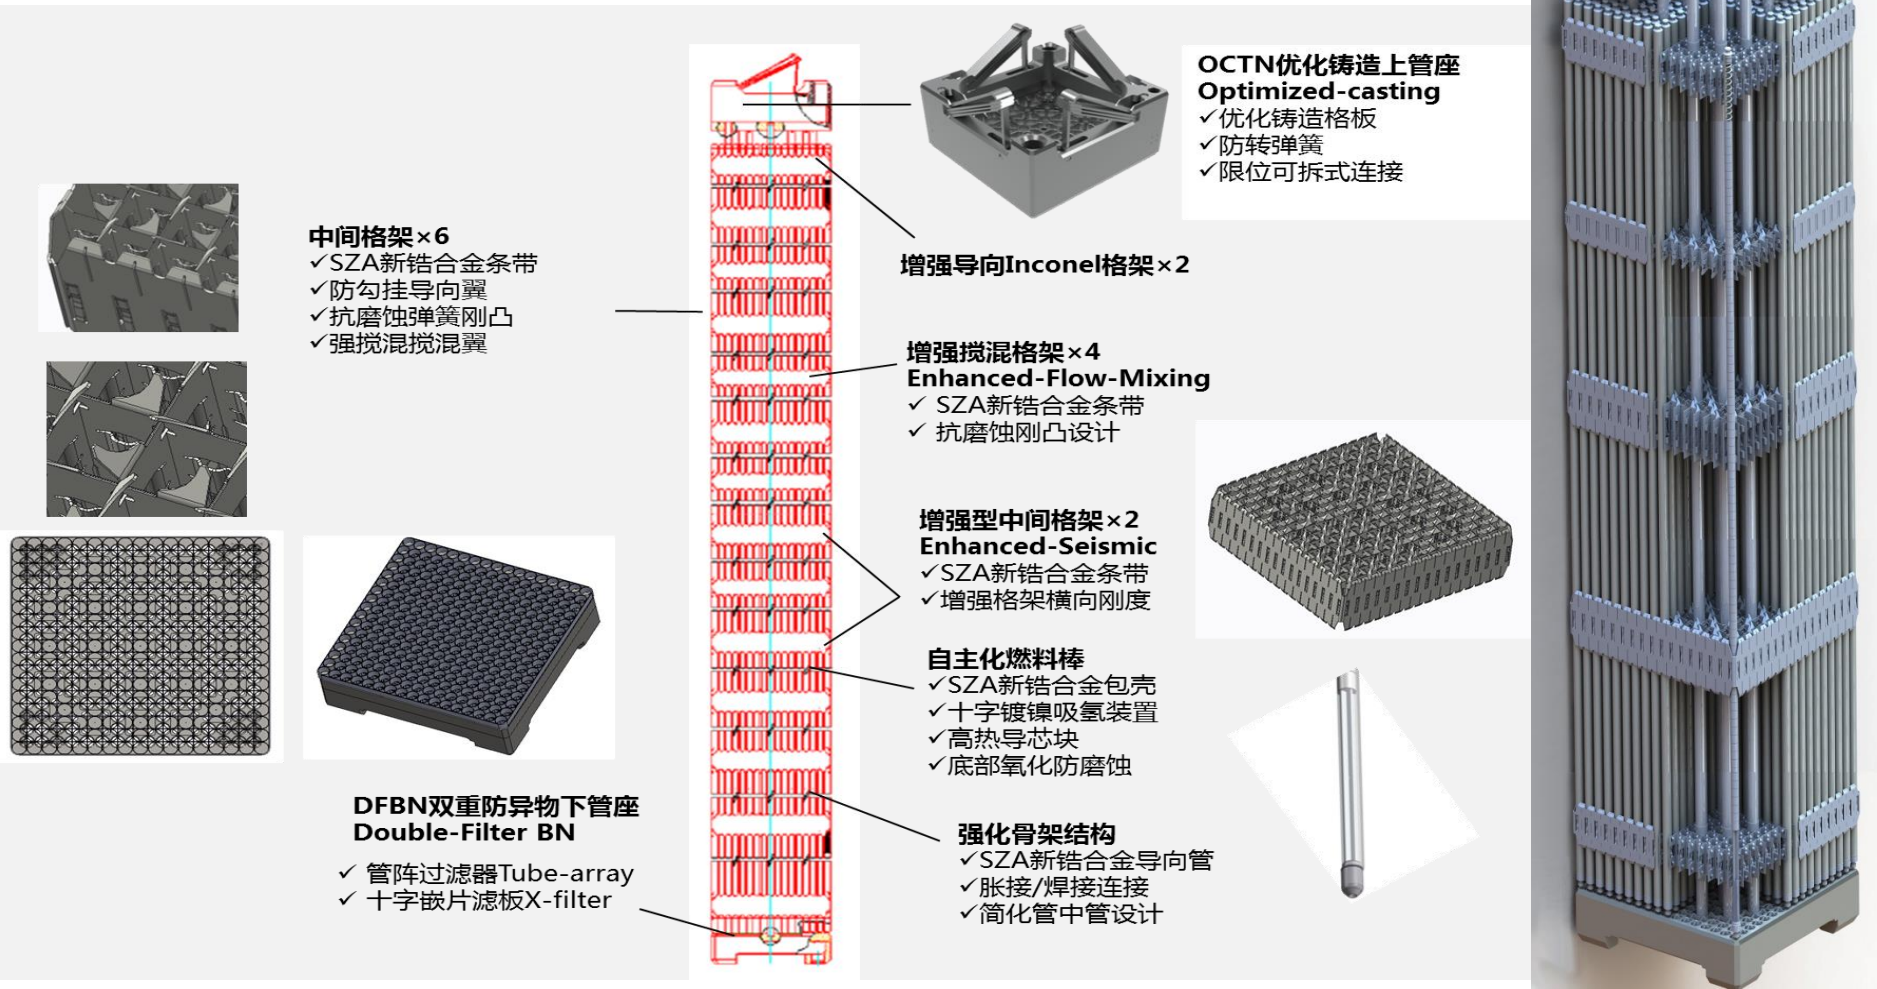 OCTN优化铸造上管座
Optimized-casting
✓优化铸造格板
✓防转弹簧
✓限位可拆式连接
中间格架×6
✓SZA新锆合金条带
✓防勾挂导向翼
✓抗磨蚀弹簧刚凸
✓强搅混搅混翼
增强导向Inconel格架×2
增强搅混格架×4
Enhanced-Flow-Mixing
✓ SZA新锆合金条带
✓ 抗磨蚀刚凸设计
增强型中间格架×2
Enhanced-Seismic
✓SZA新锆合金条带
✓增强格架横向刚度
自主化燃料棒
✓SZA新锆合金包壳
✓十字镀镍吸氢装置
✓高热导芯块
✓底部氧化防磨蚀
DFBN双重防异物下管座
Double-Filter BN
✓ 管阵过滤器Tube-array
✓ 十字嵌片滤板X-filter
强化骨架结构
✓SZA新锆合金导向管
✓胀接/焊接连接
✓简化管中管设计